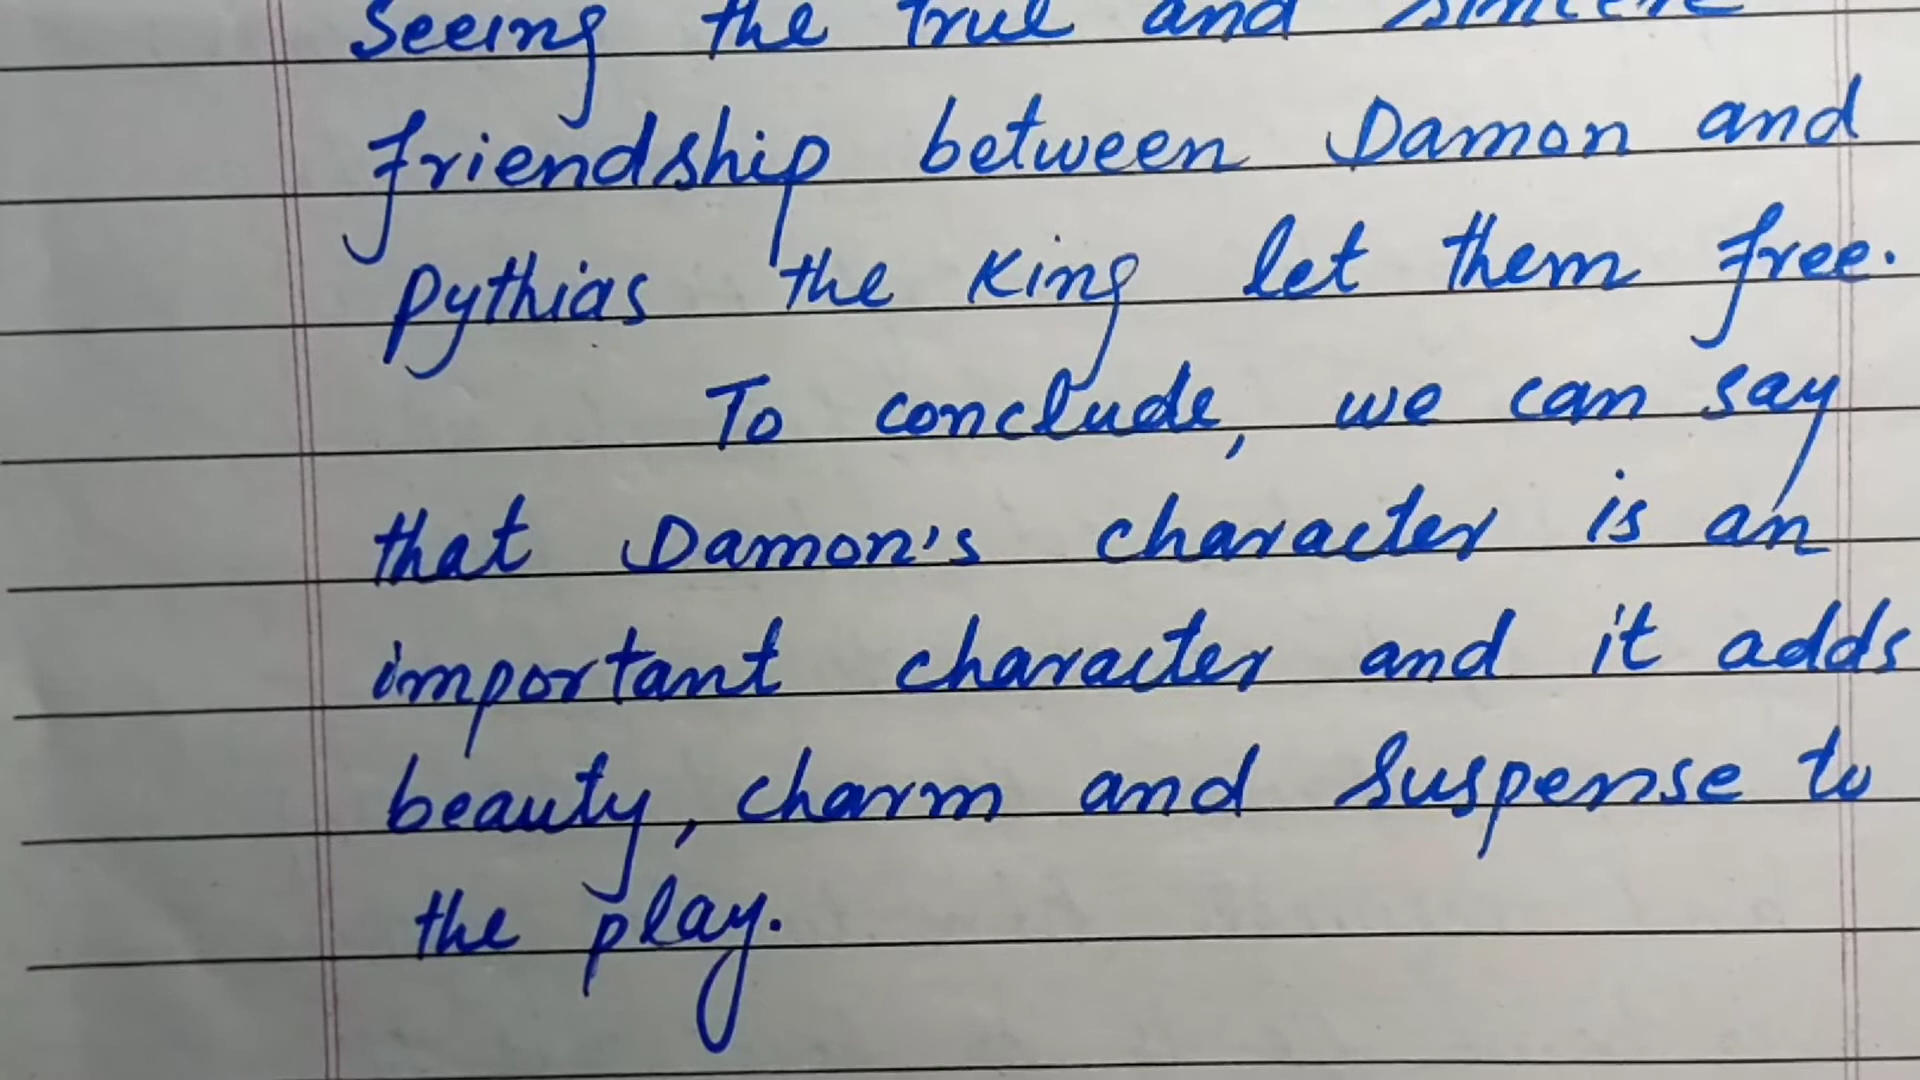 Seeing the True and sincere
friendship between Damon and
Pythias the King let them free.
To conclude, we can say
that Damon's character is an
important character and it adds
beauty, charm and suspense to
the play.